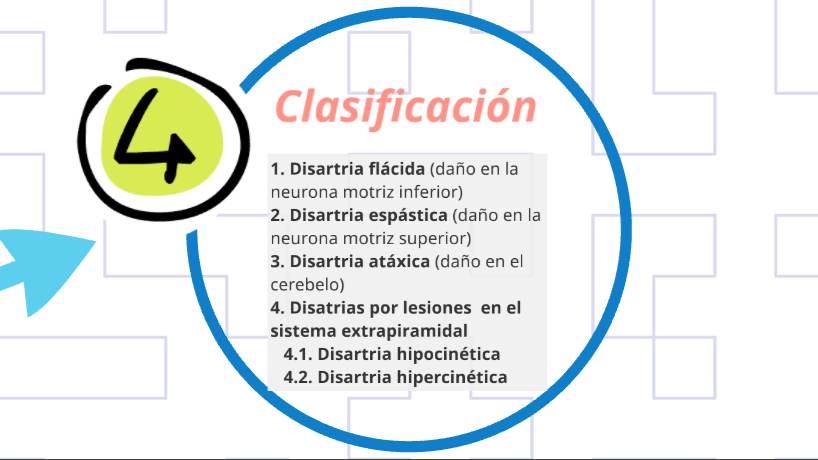 4
Clasificación
1. Disartria flácida (daño en la
neurona motriz inferior)
2. Disartria espástica (daño en la
neurona motriz superior)
3. Disartria atáxica (daño en el
cerebelo)
4. Disatrias por lesiones  en el
sistema extrapiramidal
4.1. Disartria hipocinética
4.2. Disartria hipercinética